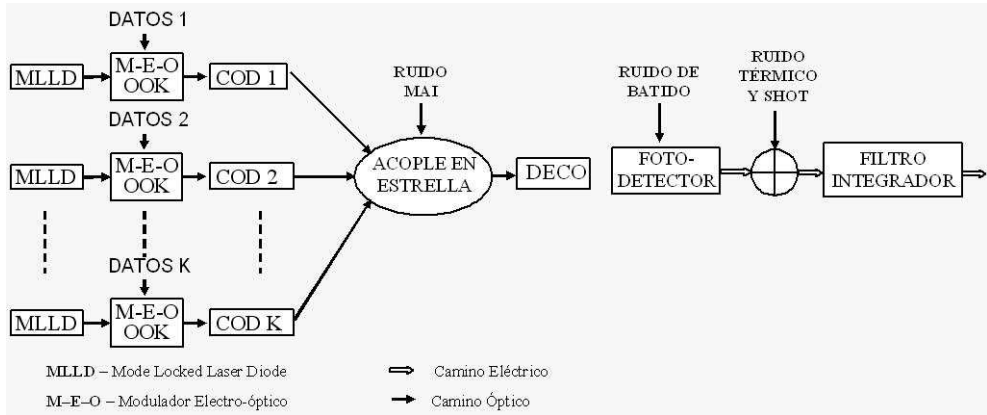 DATOS 1
MLLD
M-E-O
OOK
COD 1
DATOS 2
MLLD
M-E-O
OOK
COD 2
DATOS K
MLLD
M-E-O
OOK
COD K
RUIDO
MAI
ACOPLE EN
ESTRELLA
DECO
RUIDO DE
BATIDO
FOTO-
DETECTOR
RUIDO
TÉRMICO
Y SHOT
FILTRO
INTEGRADOR
MLLD – Mode Locked Laser Diode
Camino Eléctrico
M–E–O – Modulador Electro-óptico
Camino Óptico